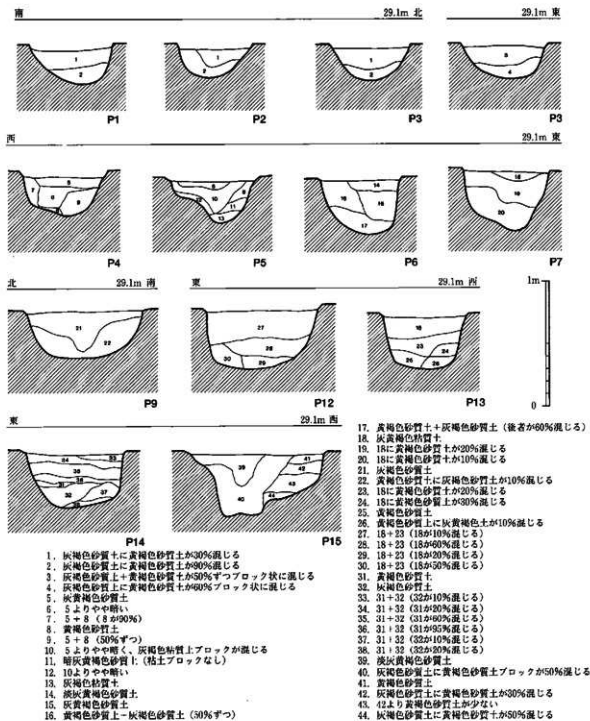 南 29.1m 北 29.1m 東
1 1 1 3
2 2 2 4
P1 P2 P3 P3
西 29.1m 東
P4 P5 P6 P7
北 29.1m 南 東 29.1m 29.1m 西
1m
21 27 18
22 28 23 24
30 29 25 26
0
P9 P12 P13
東 29.1m 西
P14 P15
1. 灰褐色砂質土に黄褐色砂質土が30%混じる
2. 灰褐色砂質土に黄褐色砂質土が90%混じる
3. 灰褐色砂質土+黄褐色砂質土が50%ずつブロック状に混じる
4. 灰褐色砂質土に黄褐色砂質土が60%ブロック状に混じる
5. 灰黄褐色砂質土
6. 5よりやや暗い
7. 5+8 (8が90%)
8. 黄褐色砂質土
9. 5+8 (50%ずつ)
10. 5よりやや暗く、灰褐色粘質土ブロックが混じる
11. 暗灰黄褐色砂質土 (粘土ブロックなし)
12. 10よりやや暗い
13. 灰褐色粘質土
14. 淡灰黄褐色砂質土
15. 灰黄褐色砂質土
16. 黄褐色砂質土-灰褐色砂質土 (50%ずつ)
17. 黄褐色砂質土+灰褐色砂質土 (後者が60%混じる)
18. 灰黄褐色粘質土
19. 18に黄褐色砂質土が20%混じる
20. 18に黄褐色砂質土が10%混じる
21. 灰褐色砂質土
22. 黄褐色砂質土に灰褐色砂質土が10%混じる
23. 18に黄褐色砂質土が20%混じる
24. 18に黄褐色砂質土が30%混じる
25. 黄褐色砂質土
26. 黄褐色砂質土に灰黄褐色土が10%混じる
27. 18+23 (18が10%混じる)
28. 18+23 (18が60%混じる)
29. 18+23 (18が20%混じる)
30. 18+23 (18が50%混じる)
31. 黄褐色砂質土
32. 灰褐色砂質土
33. 31+32 (32が10%混じる)
34. 31+32 (31が20%混じる)
35. 31+32 (31が60%混じる)
36. 31+32 (31が95%混じる)
37. 31+32 (32が10%混じる)
38. 31+32 (32が20%混じる)
39. 淡灰黄褐色砂質土
40. 灰褐色砂質土に黄褐色砂質土ブロックが50%混じる
41. 黄褐色砂質土
42. 灰褐色砂質土に黄褐色砂質土が30%混じる
43. 42より黄褐色砂質土が少ない
44. 灰褐色砂質土に黄褐色砂質土が50%混じる